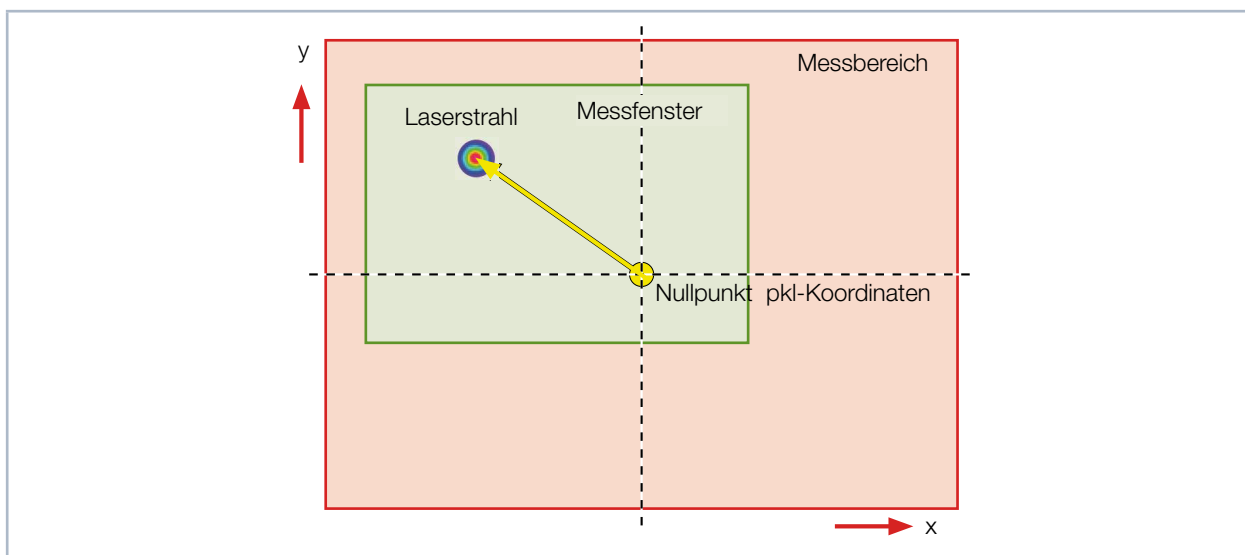 y
Messbereich
Laserstrahl
Messfenster
Nullpunkt pkl-Koordinaten
x